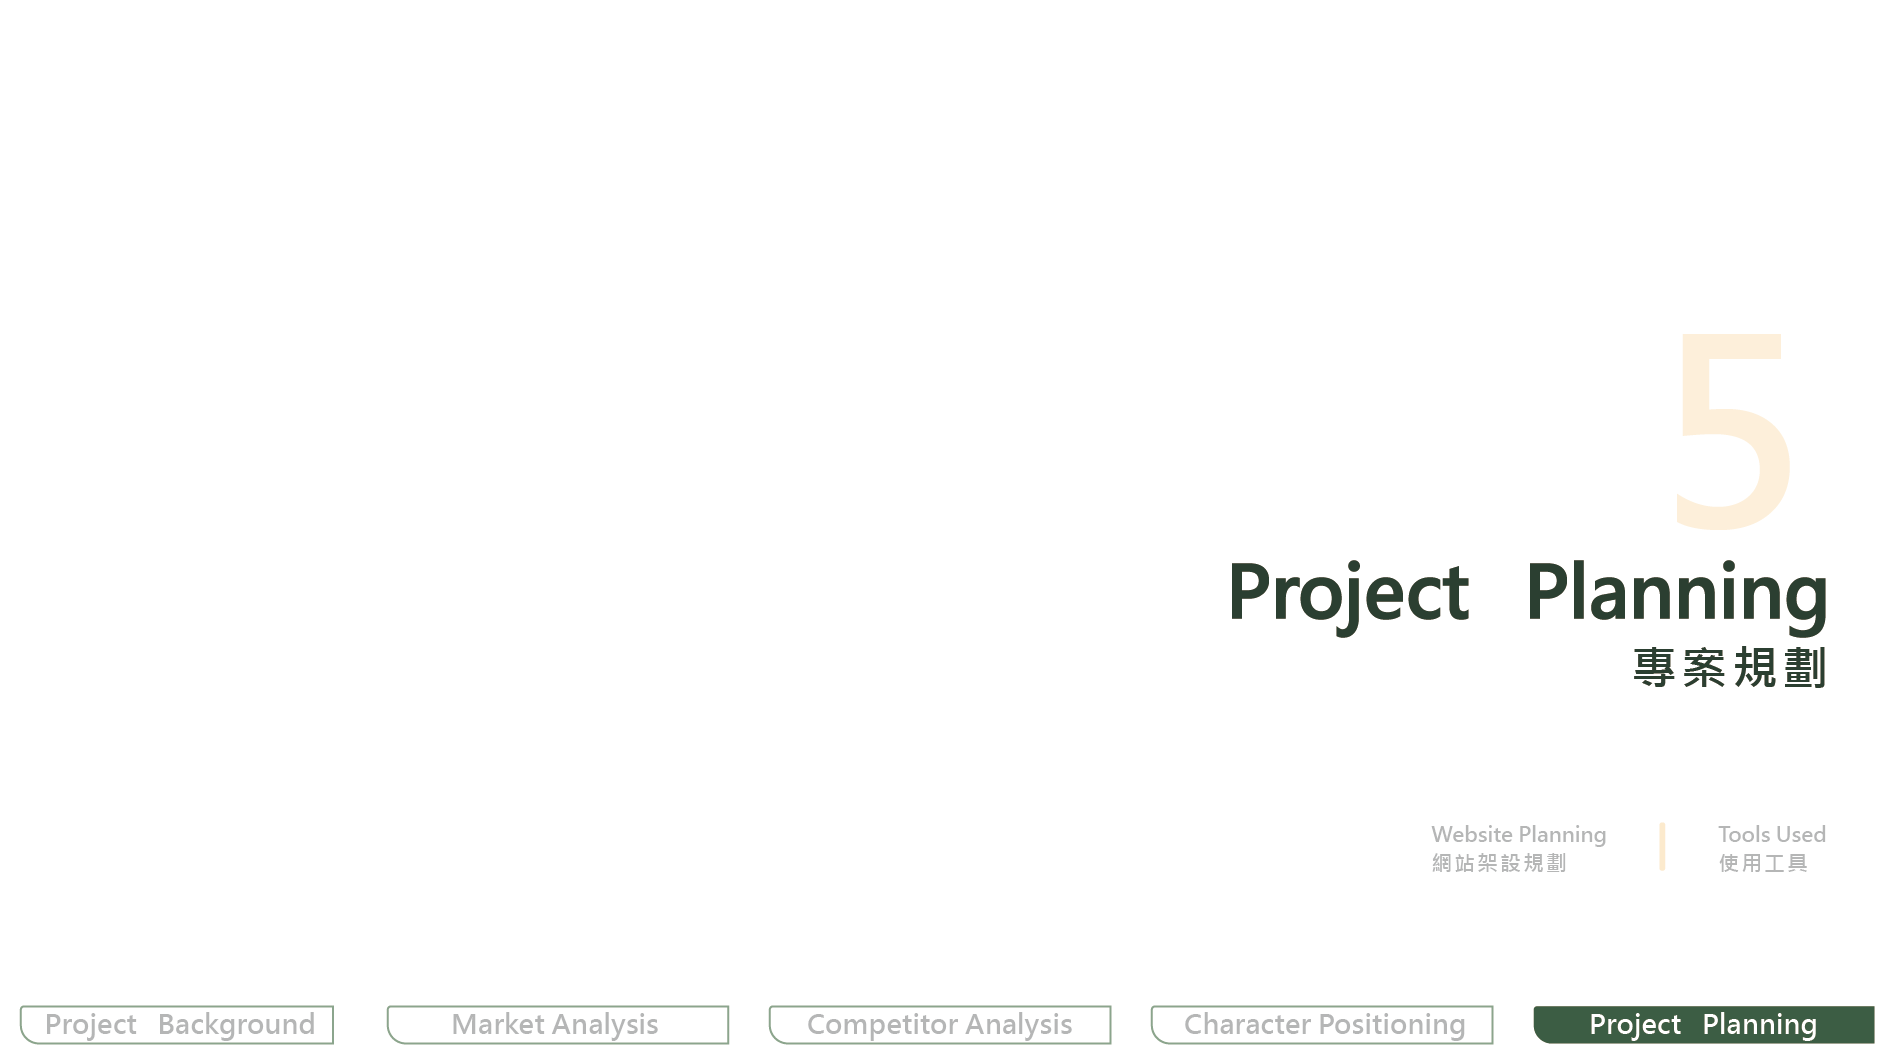 5
Project Planning
專案規劃
Website Planning
網站架設規劃
Tools Used
使用工具
Project Background
Market Analysis
Competitor Analysis
Character Positioning
Project Planning